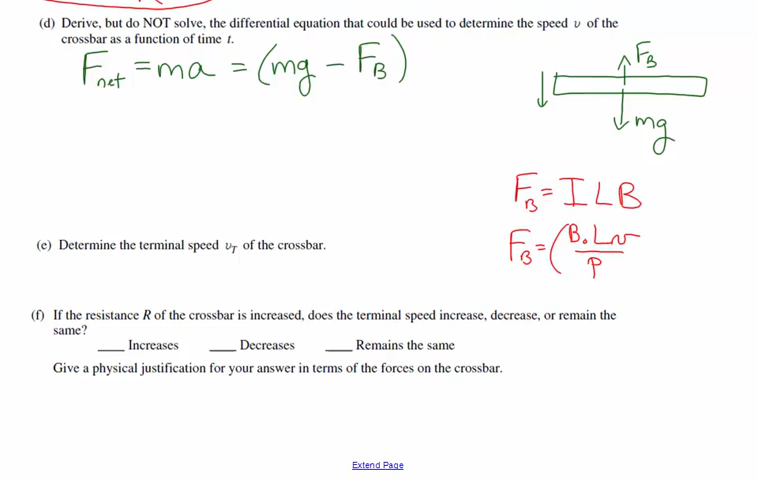 (d) Derive, but do NOT solve, the differential equation that could be used to determine the speed υ of the
crossbar as a function of time t.
F_net = ma = (mg − F_B)
F_B
mg
F_B = ILB
F_B = (B₀Lv
P
(e) Determine the terminal speed υ_T of the crossbar.
(f) If the resistance R of the crossbar is increased, does the terminal speed increase, decrease, or remain the
same?
____ Increases ____ Decreases ____ Remains the same
Give a physical justification for your answer in terms of the forces on the crossbar.
Extend Page